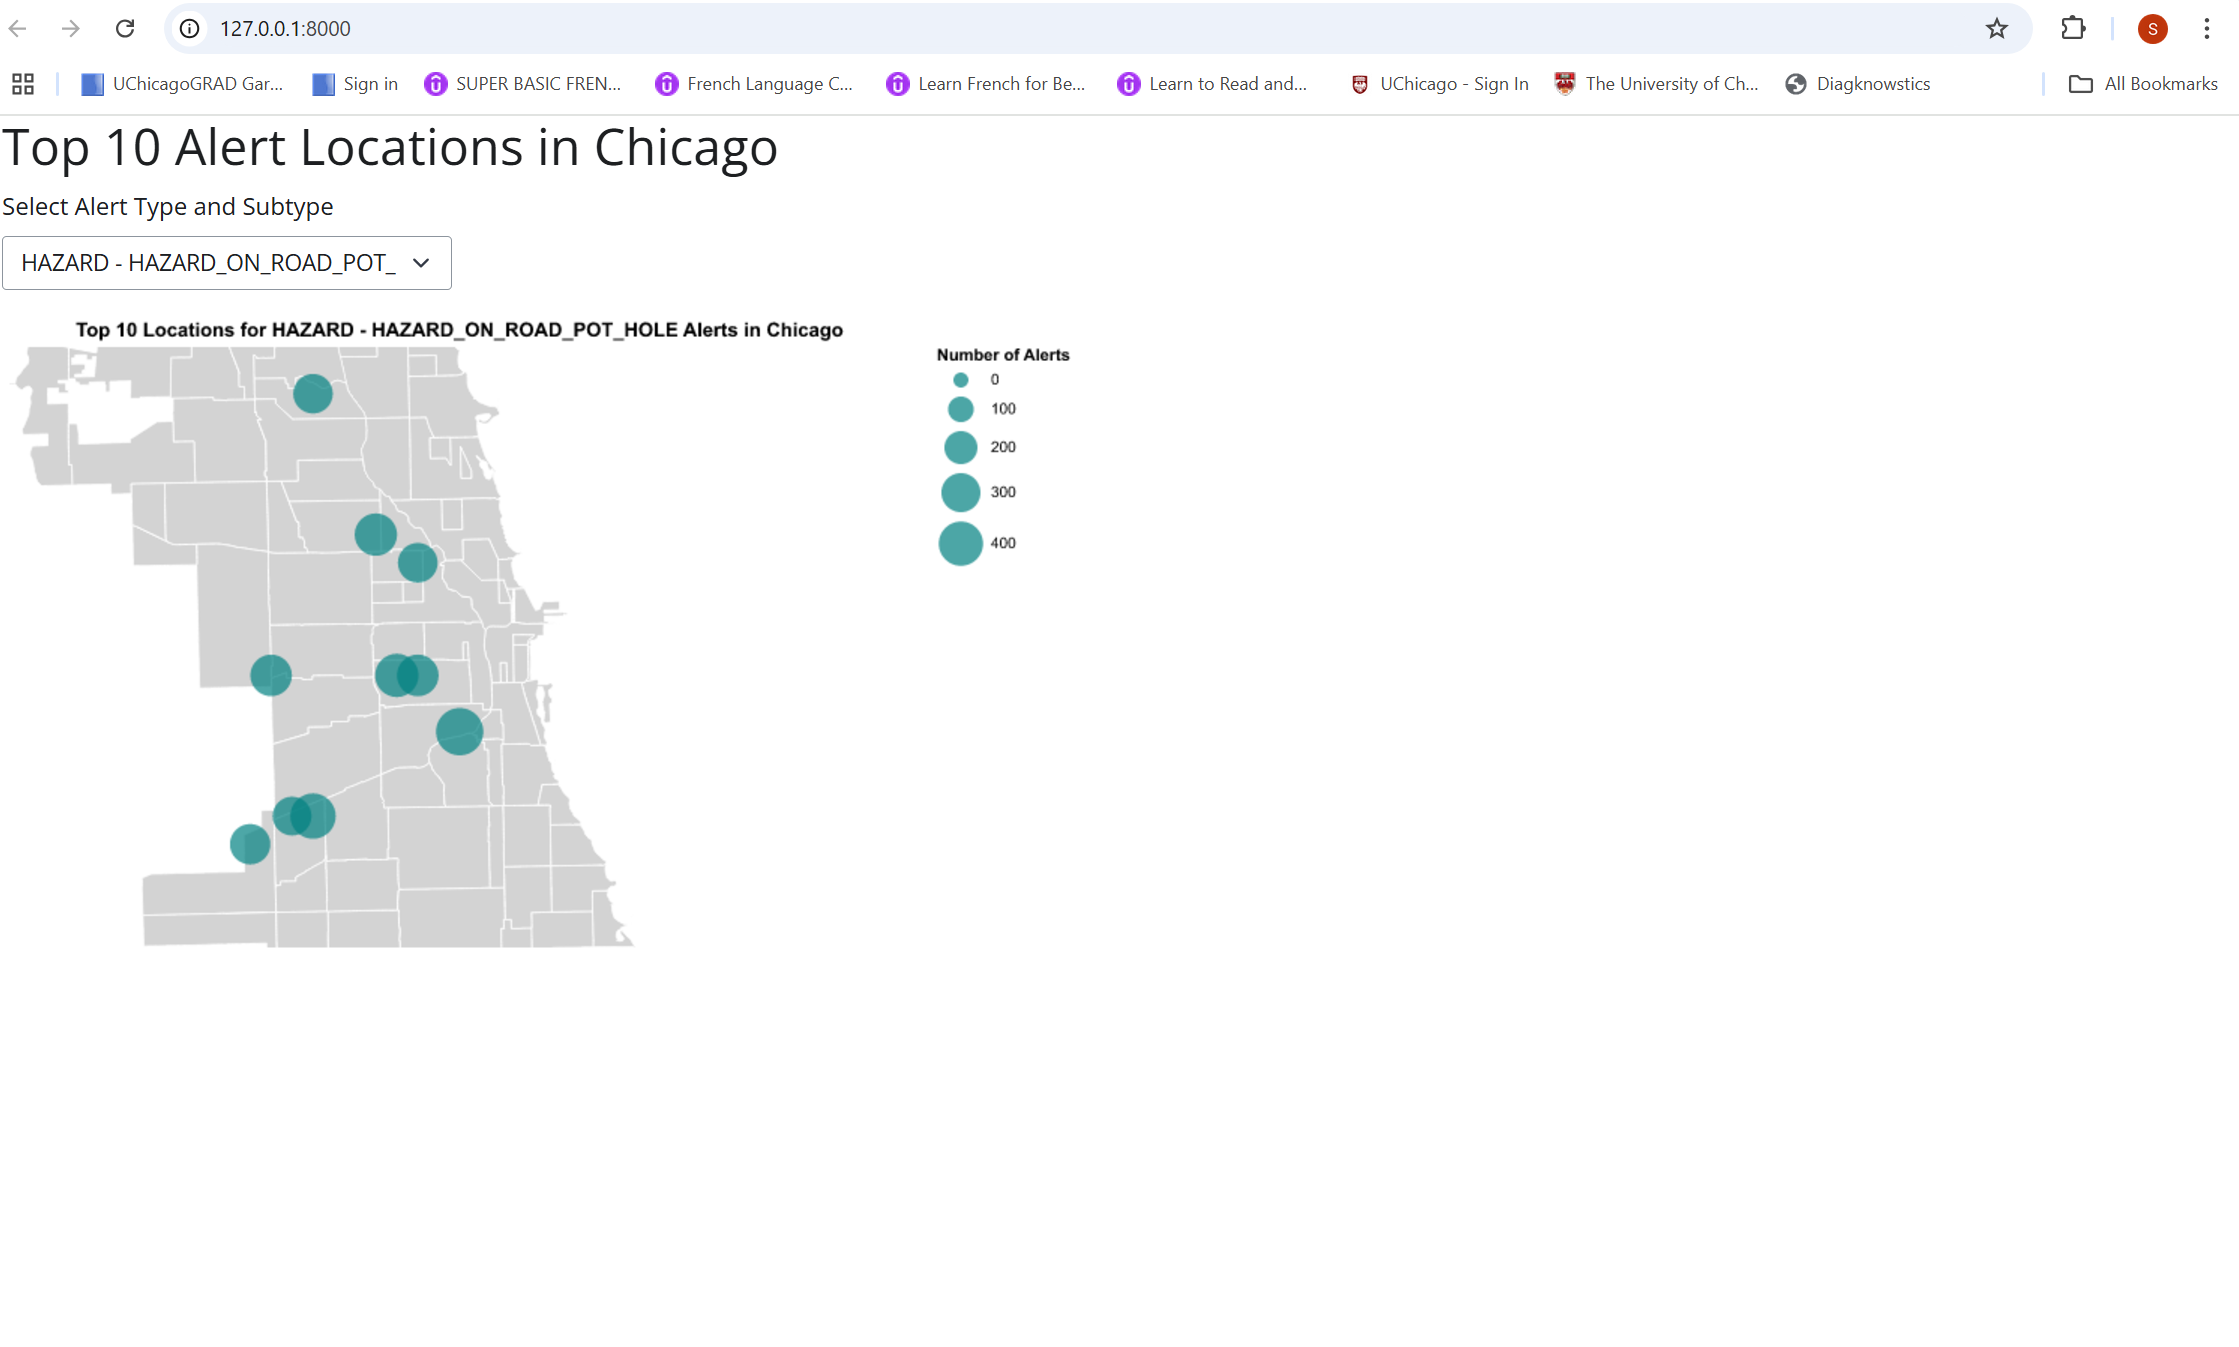 127.0.0.1:8000
S
UChicagoGRAD Gar... Sign in SUPER BASIC FREN... French Language C... Learn French for Be... Learn to Read and... UChicago - Sign In The University of Ch... Diagknowstics All Bookmarks
Top 10 Alert Locations in Chicago
Select Alert Type and Subtype
HAZARD - HAZARD_ON_ROAD_POT_
Top 10 Locations for HAZARD - HAZARD_ON_ROAD_POT_HOLE Alerts in Chicago
Number of Alerts
0
100
200
300
400